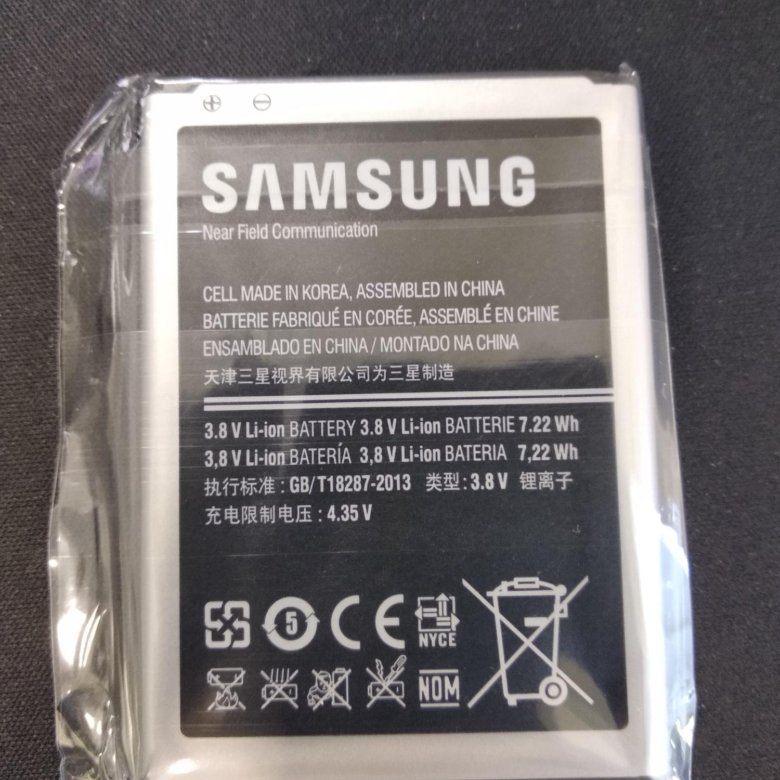 SAMSUNG
Near Field Communication
CELL MADE IN KOREA, ASSEMBLED IN CHINA
BATTERIE FABRIQUÉ EN CORÉE, ASSEMBLÉ EN CHINE
ENSAMBLADO EN CHINA / MONTADO NA CHINA
天津三星视界有限公司为三星制造
3.8 V Li-ion BATTERY 3.8 V Li-ion BATTERIE 7.22 Wh
3,8 V Li-ion BATERÍA 3,8 V Li-ion BATERIA 7,22 Wh
执行标准 : GB/T18287-2013 类型 : 3.8 V 锂离子
充电限制电压 : 4.35 V
5 CE NYCE
NOM